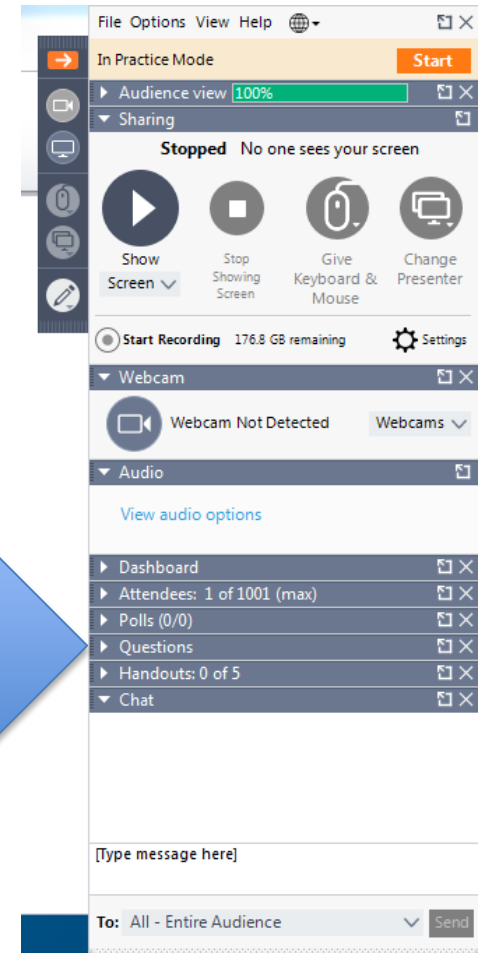 File Options View Help
In Practice Mode Start
Audience view 100%
Sharing
Stopped No one sees your screen
Show Stop Give Change
Screen Showing Keyboard & Presenter
Screen Mouse
Start Recording 176.8 GB remaining Settings
Webcam
Webcam Not Detected Webcams
Audio
View audio options
Dashboard
Attendees: 1 of 1001 (max)
Polls (0/0)
Questions
Handouts: 0 of 5
Chat
[Type message here]
To: All - Entire Audience Send